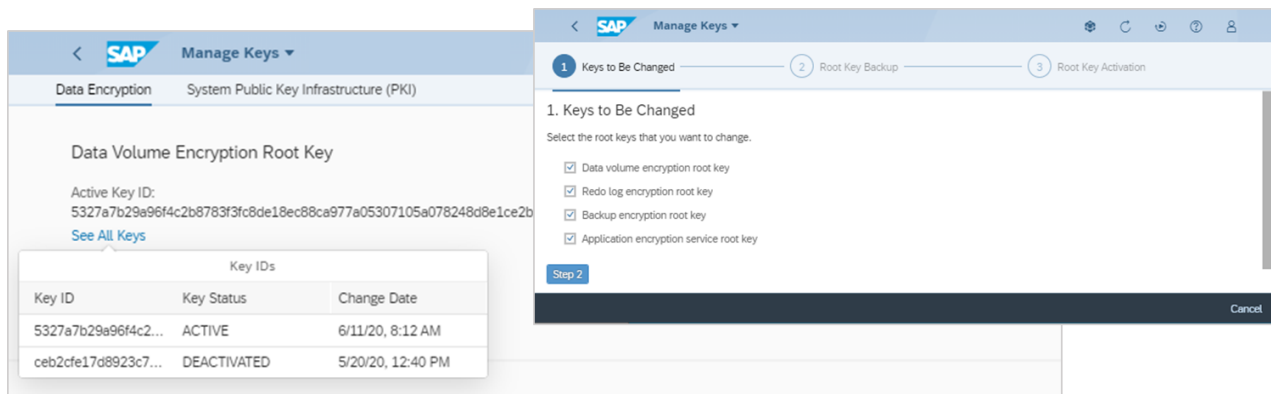 SAP Manage Keys
Data Encryption System Public Key Infrastructure (PKI)
Data Volume Encryption Root Key
Active Key ID:
5327a7b29a96f4c2b8783f3fc8de18ec88ca977a05307105a078248d8e1ce2b
See All Keys
Key IDs
Key ID Key Status Change Date
5327a7b29a96f4c2... ACTIVE 6/11/20, 8:12 AM
ceb2cfe17d8923c7... DEACTIVATED 5/20/20, 12:40 PM
SAP Manage Keys
1 Keys to Be Changed 2 Root Key Backup 3 Root Key Activation
1. Keys to Be Changed
Select the root keys that you want to change.
Data volume encryption root key
Redo log encryption root key
Backup encryption root key
Application encryption service root key
Step 2
Cancel